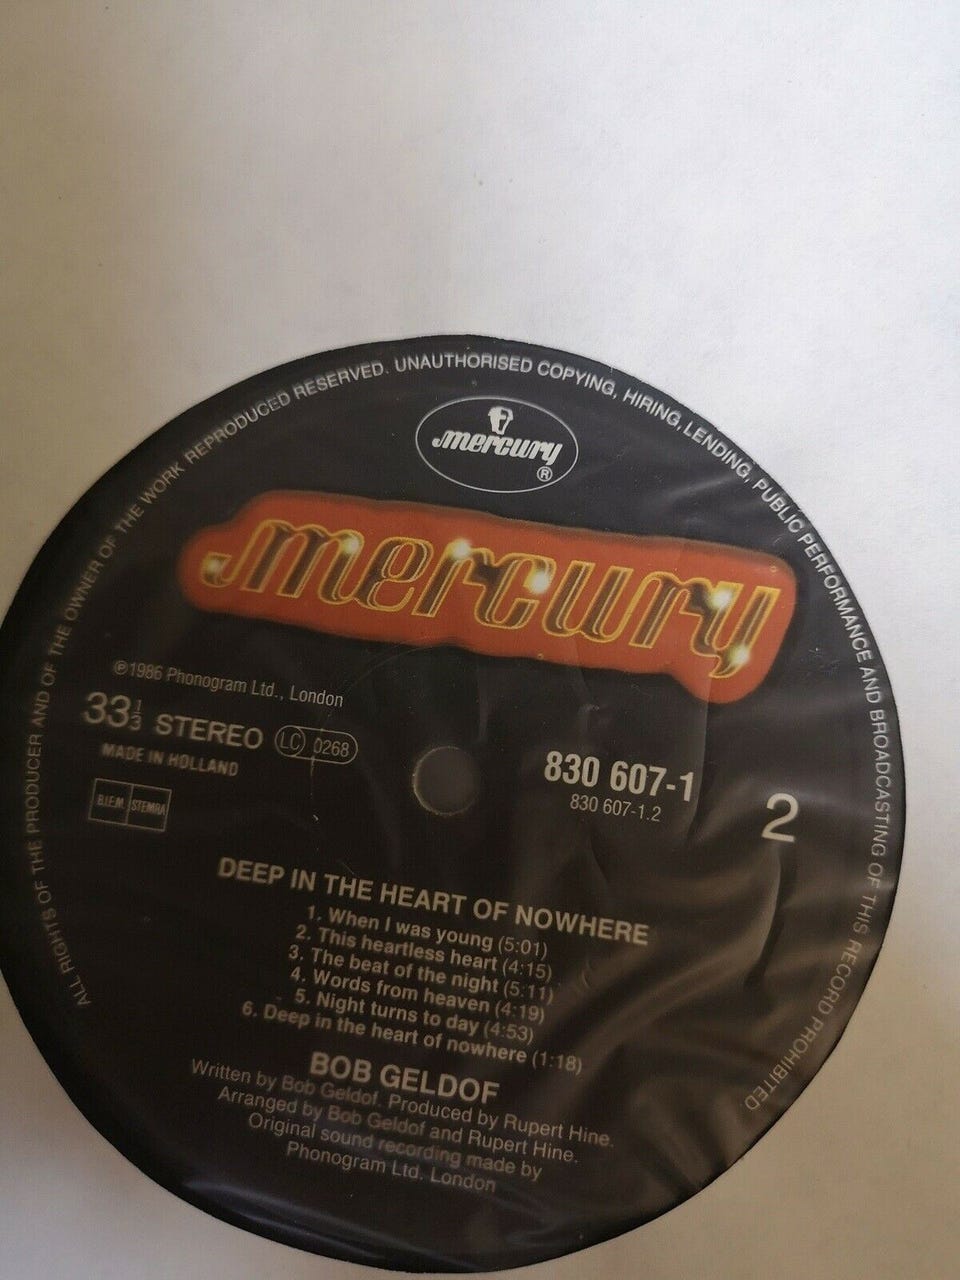 ALL RIGHTS OF THE PRODUCER AND OF THE OWNER OF THE WORK REPRODUCED RESERVED. UNAUTHORISED COPYING, HIRING, LENDING, PUBLIC PERFORMANCE AND BROADCASTING OF THIS RECORD PROHIBITED
mercury
®
mercury
℗1986 Phonogram Ltd., London
33⅓ STEREO LC 0268
MADE IN HOLLAND
B.I.E.M. STEMRA
830 607-1
830 607-1.2
2
DEEP IN THE HEART OF NOWHERE
1. When I was young (5:01)
2. This heartless heart (4:15)
3. The beat of the night (5:11)
4. Words from heaven (4:19)
5. Night turns to day (4:53)
6. Deep in the heart of nowhere (1:18)
BOB GELDOF
Written by Bob Geldof. Produced by Rupert Hine.
Arranged by Bob Geldof and Rupert Hine.
Original sound recording made by
Phonogram Ltd. London